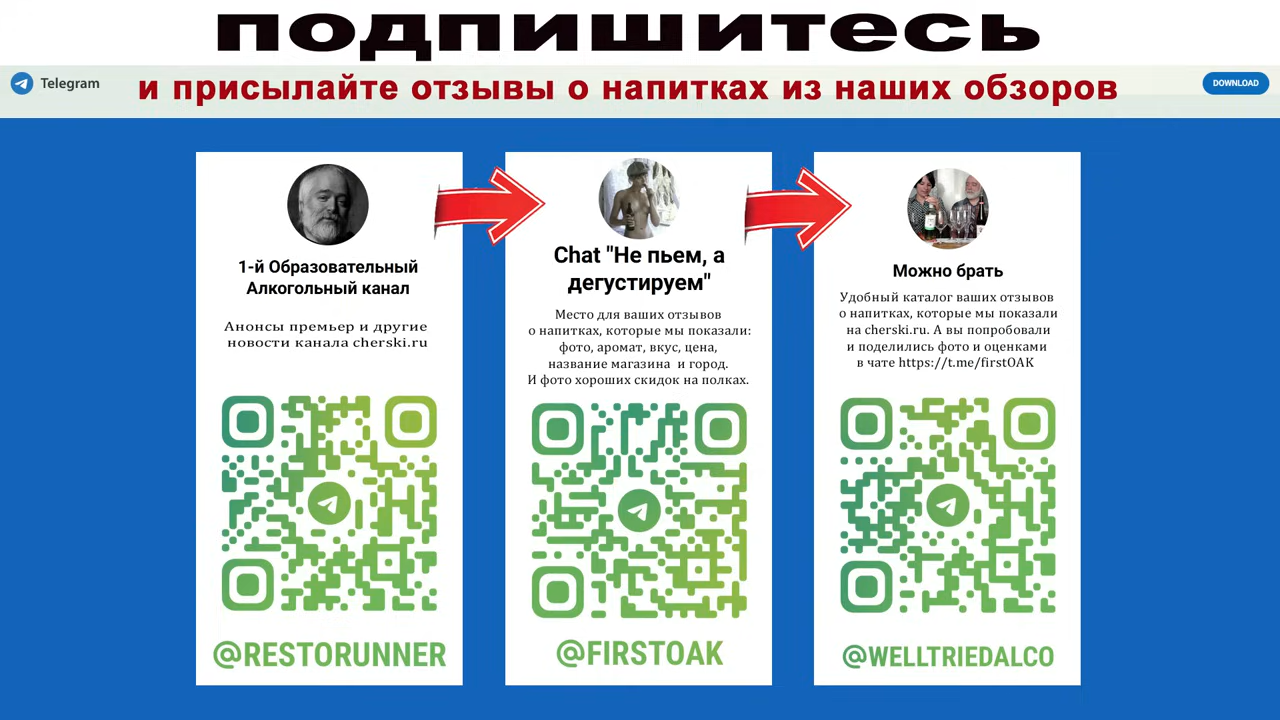 подпишитесь
Telegram
и присылайте отзывы о напитках из наших обзоров
DOWNLOAD
1-й Образовательный
Алкогольный канал
Анонсы премьер и другие
новости канала cherski.ru
@RESTORUNNER
Chat "Не пьем, а
дегустируем"
Место для ваших отзывов
о напитках, которые мы показали:
фото, аромат, вкус, цена,
название магазина и город.
И фото хороших скидок на полках.
@FIRSTOAK
Можно брать
Удобный каталог ваших отзывов
о напитках, которые мы показали
на cherski.ru. А вы попробовали
и поделились фото и оценками
в чате https://t.me/firstOAK
@WELLTRIEDALCO